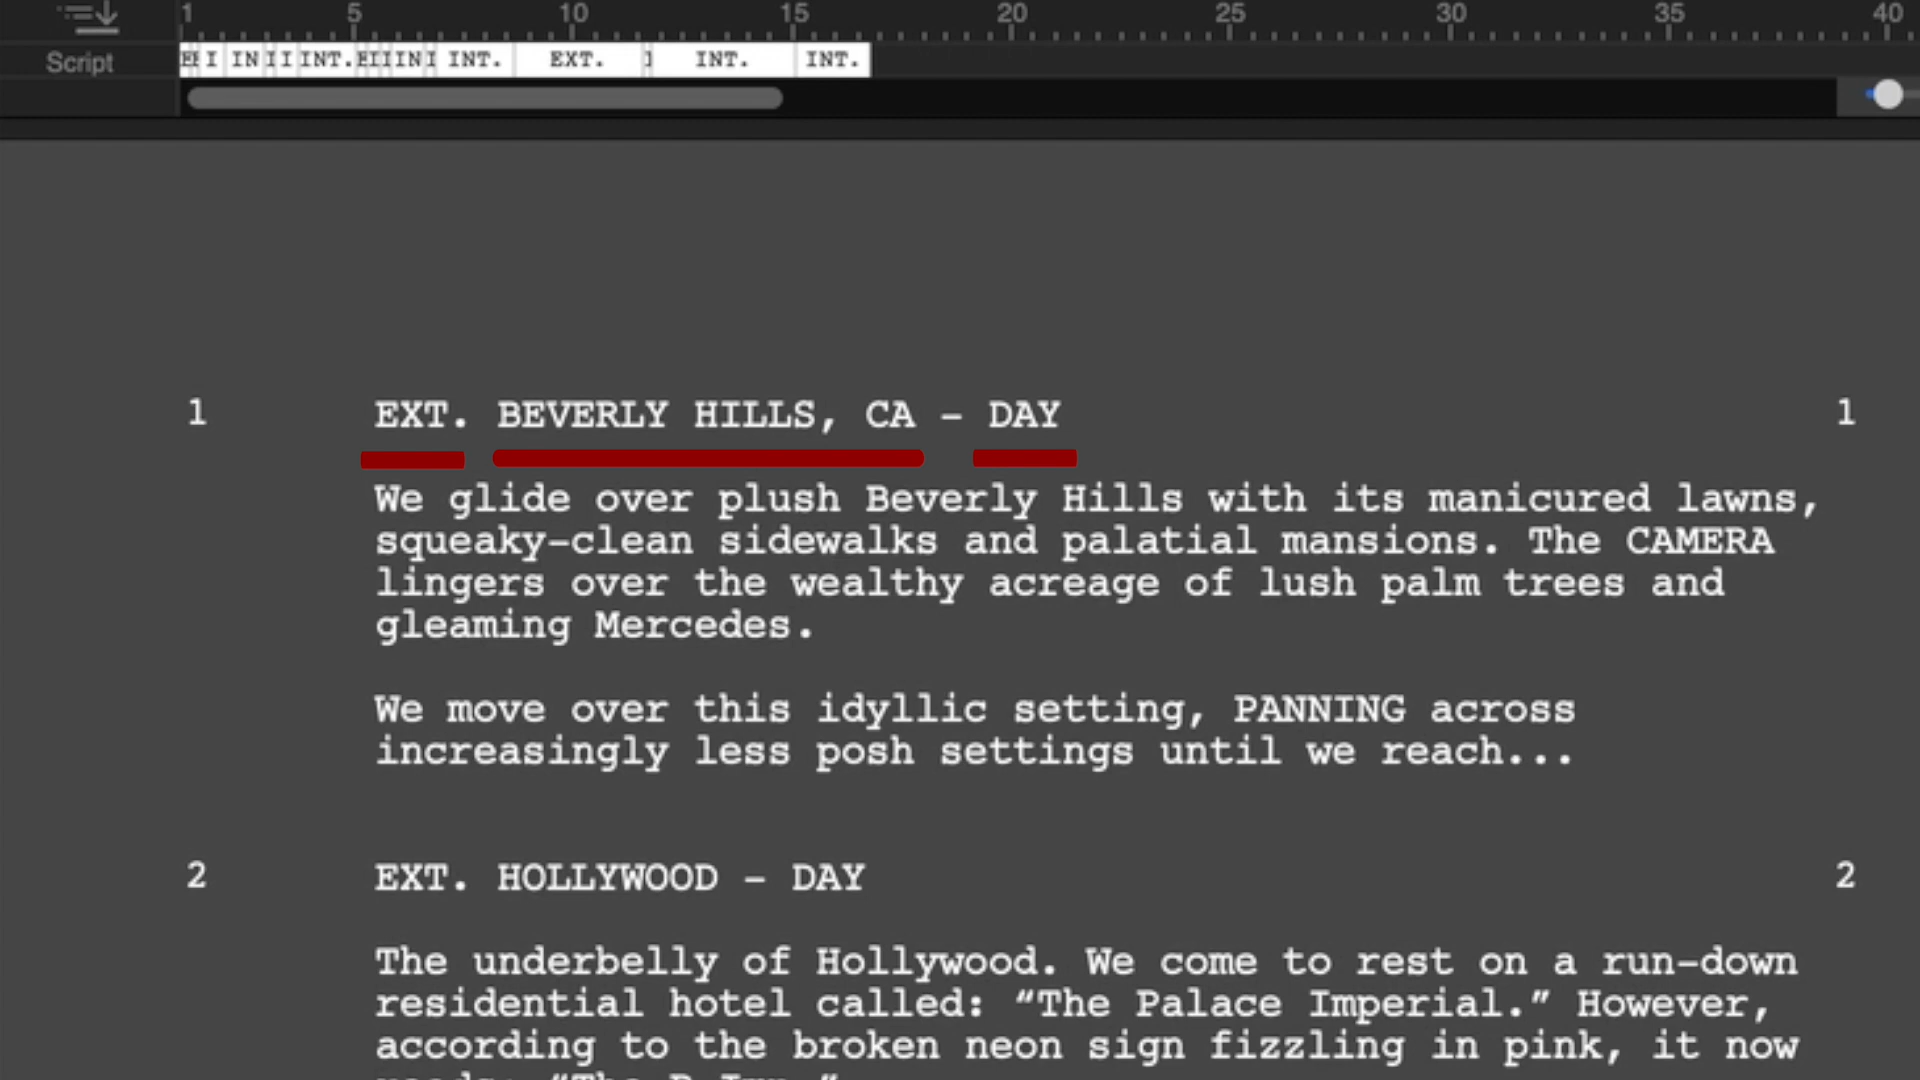 1 5 10 15 20 25 30 35 40
Script I IN I I INT. I I IN I INT. EXT. INT. INT.
1 EXT. BEVERLY HILLS, CA - DAY 1
We glide over plush Beverly Hills with its manicured lawns,
squeaky-clean sidewalks and palatial mansions. The CAMERA
lingers over the wealthy acreage of lush palm trees and
gleaming Mercedes.
We move over this idyllic setting, PANNING across
increasingly less posh settings until we reach...
2 EXT. HOLLYWOOD - DAY 2
The underbelly of Hollywood. We come to rest on a run-down
residential hotel called: “The Palace Imperial.” However,
according to the broken neon sign fizzling in pink, it now